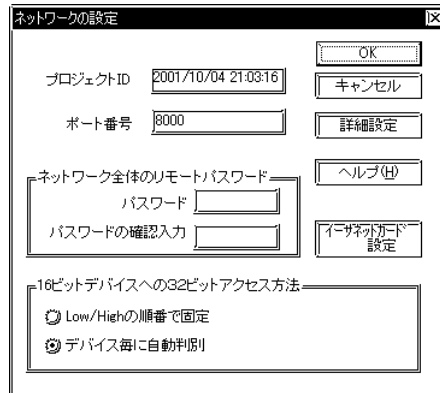 ネットワークの設定
プロジェクトID 2001/10/04 21:03:16
ポート番号 8000
OK
キャンセル
詳細設定
ヘルプ(H)
イーサネットカード
設定
ネットワーク全体のリモートパスワード
パスワード
パスワードの確認入力
16ビットデバイスへの32ビットアクセス方法
Low/Highの順番で固定
デバイス毎に自動判別